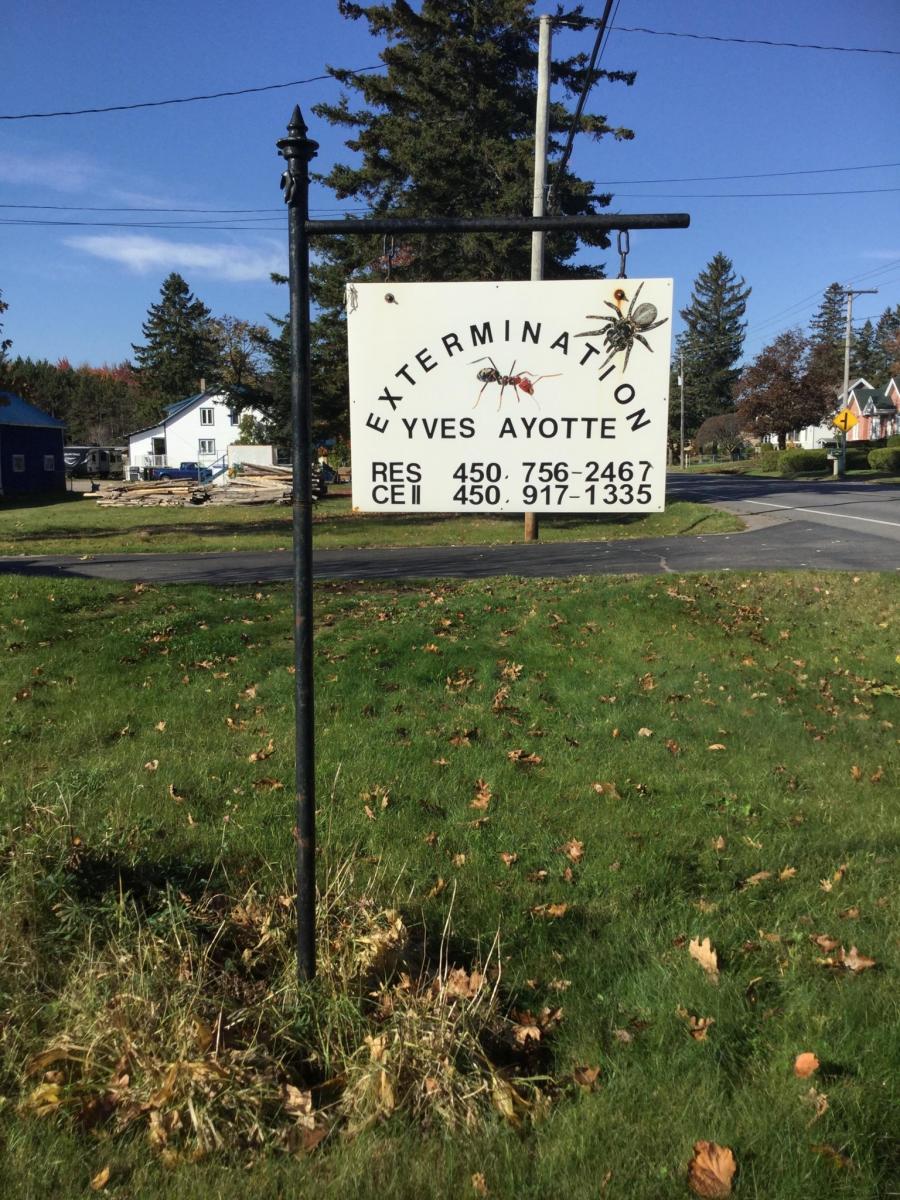 EXTERMINATION
YVES AYOTTE
RES 450. 756-2467
CEll 450. 917-1335